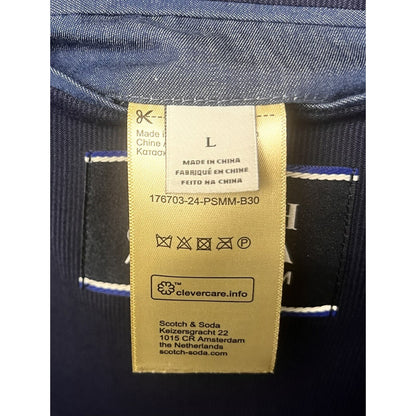 Made in
Chine
Κατασκ
L
MADE IN CHINA
FABRIQUÉ EN CHINE
FEITO NA CHINA
176703-24-PSMM-B30
P
clevercare.info
Scotch & Soda
Keizersgracht 22
1015 CR Amsterdam
the Netherlands
scotch-soda.com
H
M